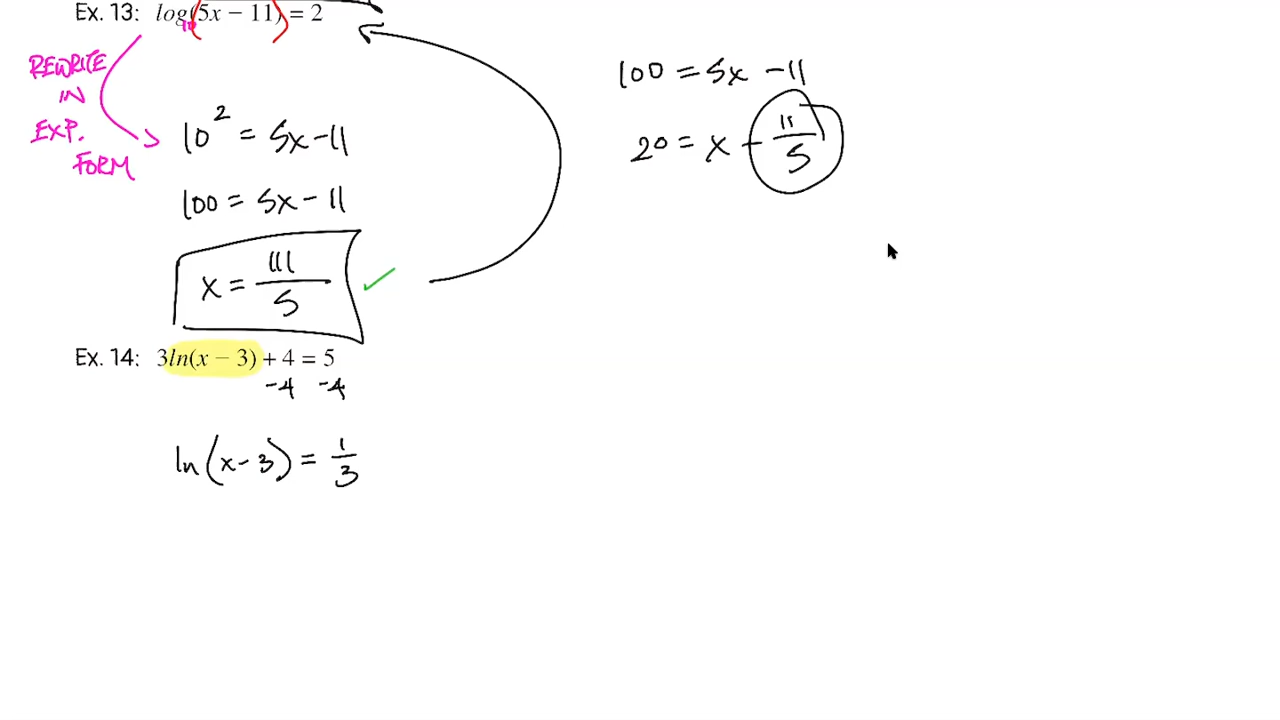 Ex. 13: log₁₀(5x − 11) = 2
REWRITE
IN
EXP.
FORM
10² = 5x − 11
100 = 5x − 11
x = 111/5 ✓
100 = 5x − 11
20 = x − 11/5
Ex. 14: 3ln(x − 3) + 4 = 5
−4 −4
ln(x − 3) = 1/3